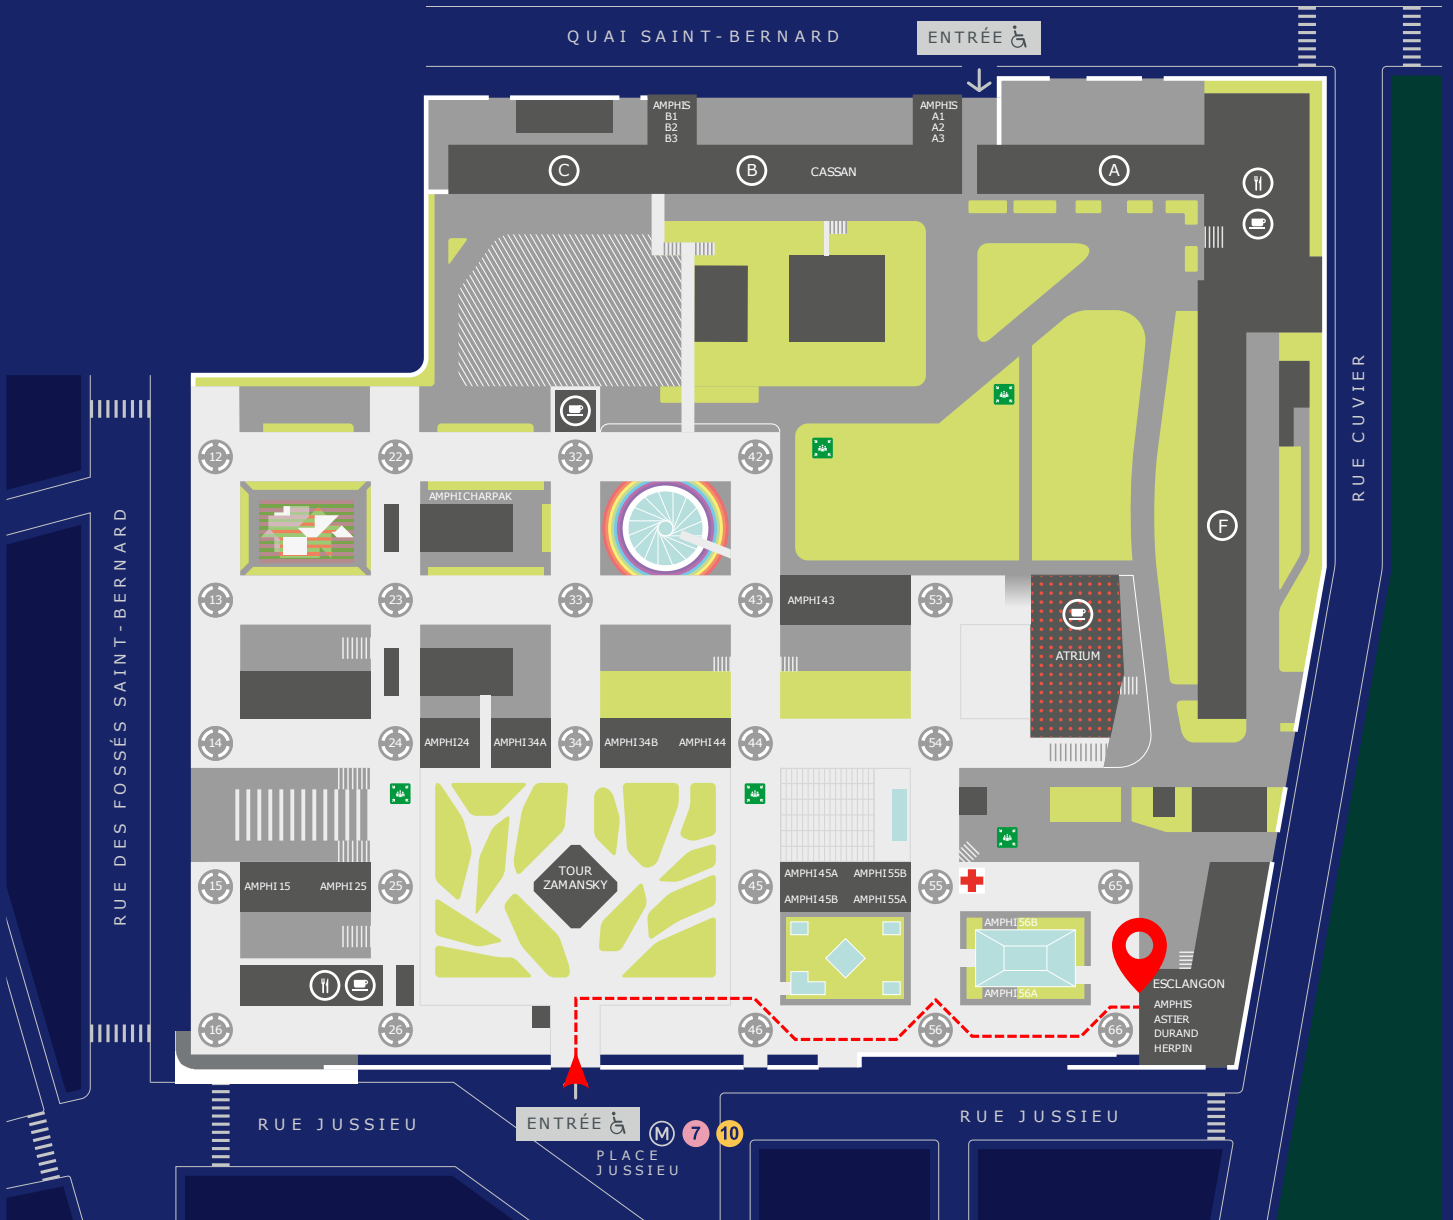 QUAI SAINT-BERNARD
ENTRÉE
AMPHIS
B1
B2
B3
AMPHIS
A1
A2
A3
C
B
CASSAN
A
RUE CUVIER
12
22
32
42
AMPHI CHARPAK
RUE DES FOSSÉS SAINT-BERNARD
F
13
23
33
43
AMPHI 43
53
ATRIUM
14
24
AMPHI 24
AMPHI 34A
34
AMPHI 34B
AMPHI 44
44
54
TOUR
ZAMANSKY
15
AMPHI 15
AMPHI 25
25
45
AMPHI 45A
AMPHI 55B
AMPHI 45B
AMPHI 55A
55
65
AMPHI 56B
AMPHI 56A
ESCLANGON
AMPHIS
ASTIER
DURAND
HERPIN
16
26
46
56
66
RUE JUSSIEU
ENTRÉE
M
7
10
PLACE
JUSSIEU
RUE JUSSIEU